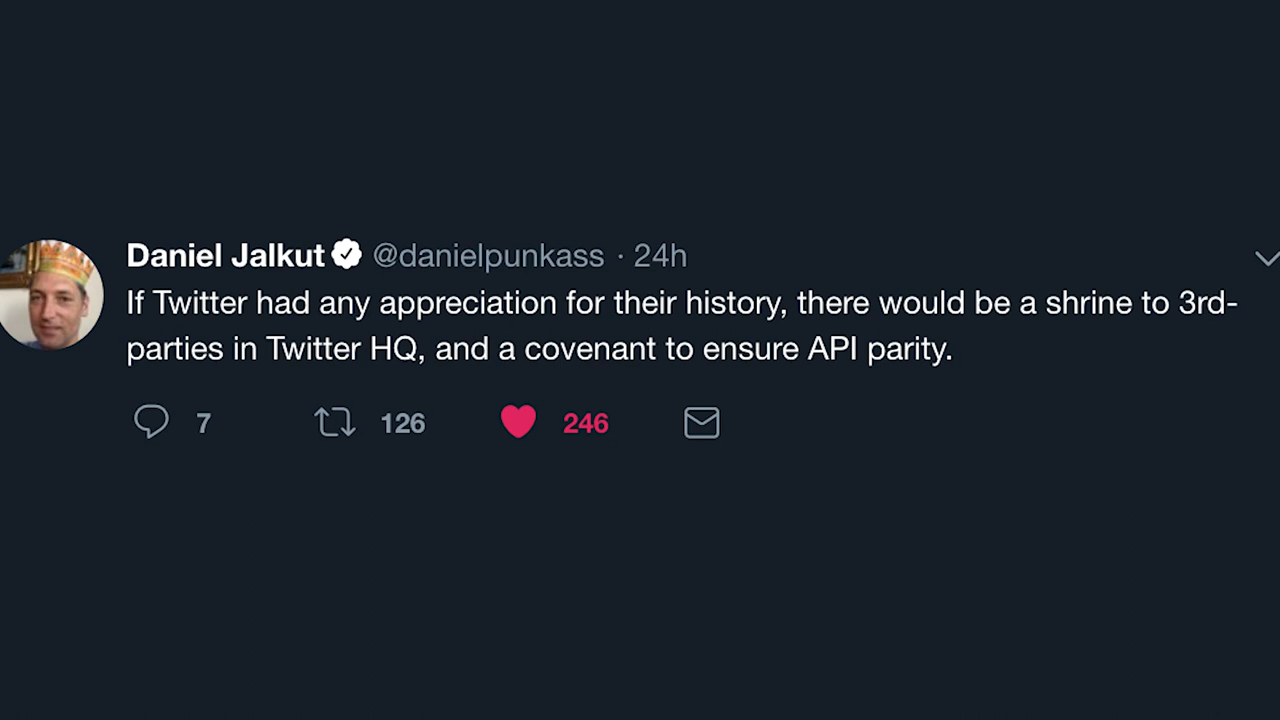 Daniel Jalkut @danielpunkass · 24h
If Twitter had any appreciation for their history, there would be a shrine to 3rd-
parties in Twitter HQ, and a covenant to ensure API parity.
7 126 246